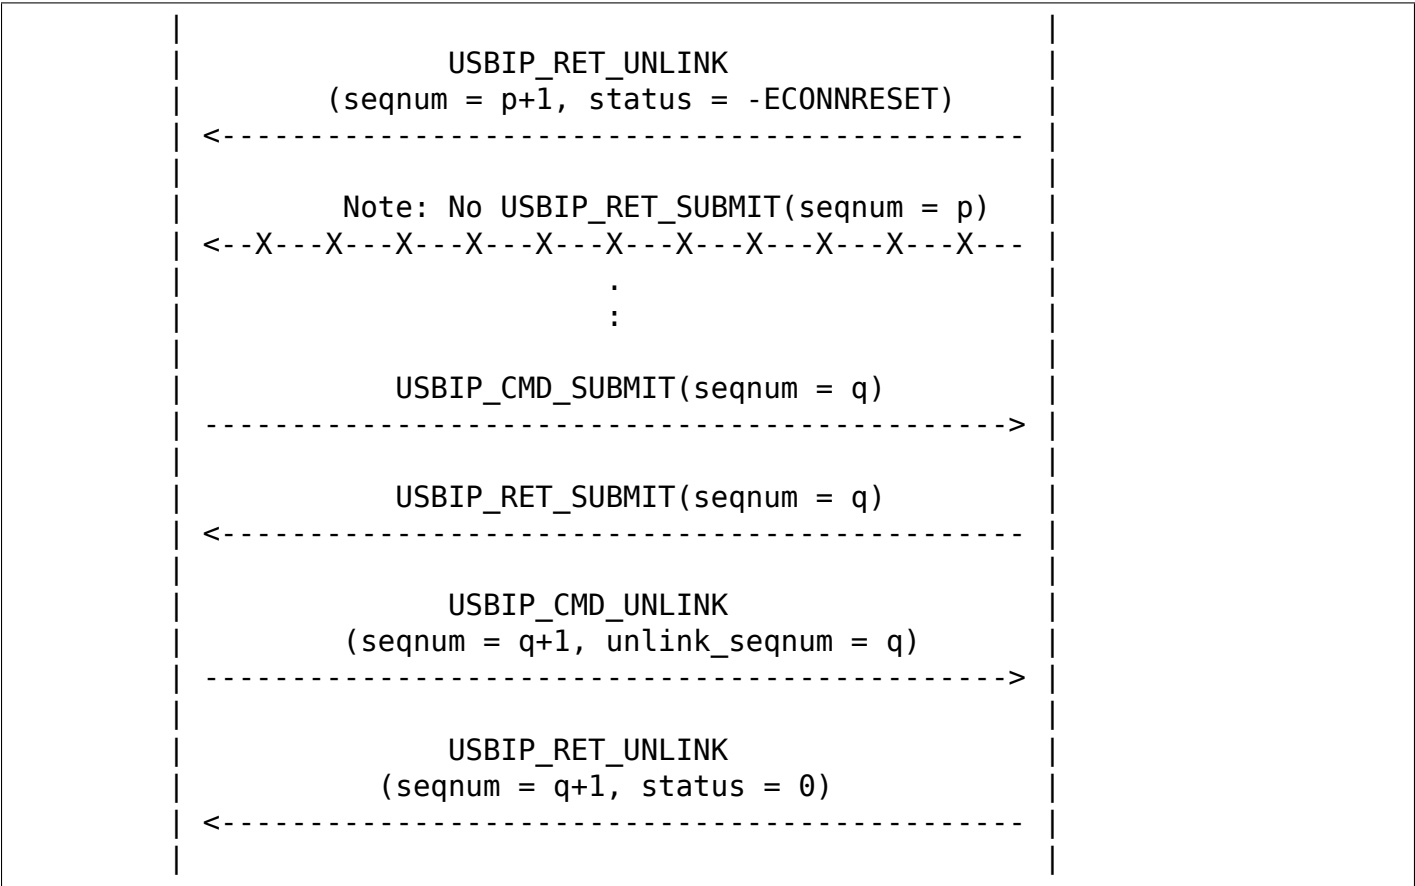 USBIP_RET_UNLINK
(seqnum = p+1, status = -ECONNRESET)
<----------------------------------------------
Note: No USBIP_RET_SUBMIT(seqnum = p)
<--X---X---X---X---X---X---X---X---X---X---X---
.
:
USBIP_CMD_SUBMIT(seqnum = q)
---------------------------------------------->
USBIP_RET_SUBMIT(seqnum = q)
<----------------------------------------------
USBIP_CMD_UNLINK
(seqnum = q+1, unlink_seqnum = q)
---------------------------------------------->
USBIP_RET_UNLINK
(seqnum = q+1, status = 0)
<----------------------------------------------